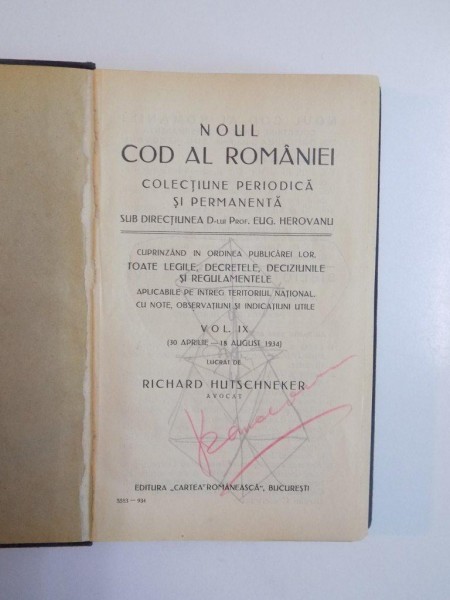 NOUL
COD AL ROMÂNIEI
COLECȚIUNE PERIODICĂ
ȘI PERMANENTĂ
SUB DIRECȚIUNEA D-LUI PROF. EUG. HEROVANU
CUPRINZÂND IN ORDINEA PUBLICĂREI LOR,
TOATE LEGILE, DECRETELE, DECIZIUNILE
ȘI REGULAMENTELE
APLICABILE PE INTREG TERITORIUL NAȚIONAL,
CU NOTE, OBSERVAȚIUNI ȘI INDICAȚIUNI UTILE
VOL. IX
(30 APRILIE — 18 AUGUST 1934)
LUCRAT DE
RICHARD HUTSCHNEKER
AVOCAT
EDITURA „CARTEA ROMÂNEASCĂ", BUCUREȘTI